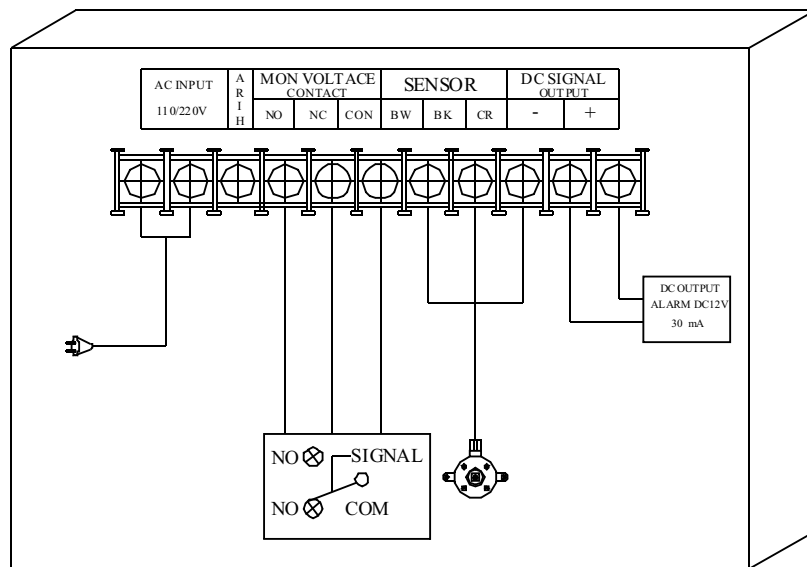 AC INPUT
110/220V
A
R
I
H
MON VOLTACE
CONTACT
NO NC CON
SENSOR
BW BK CR
DC SIGNAL
OUTPUT
- +
DC OUTPUT
ALARM DC12V
30 mA
NO SIGNAL
NO COM